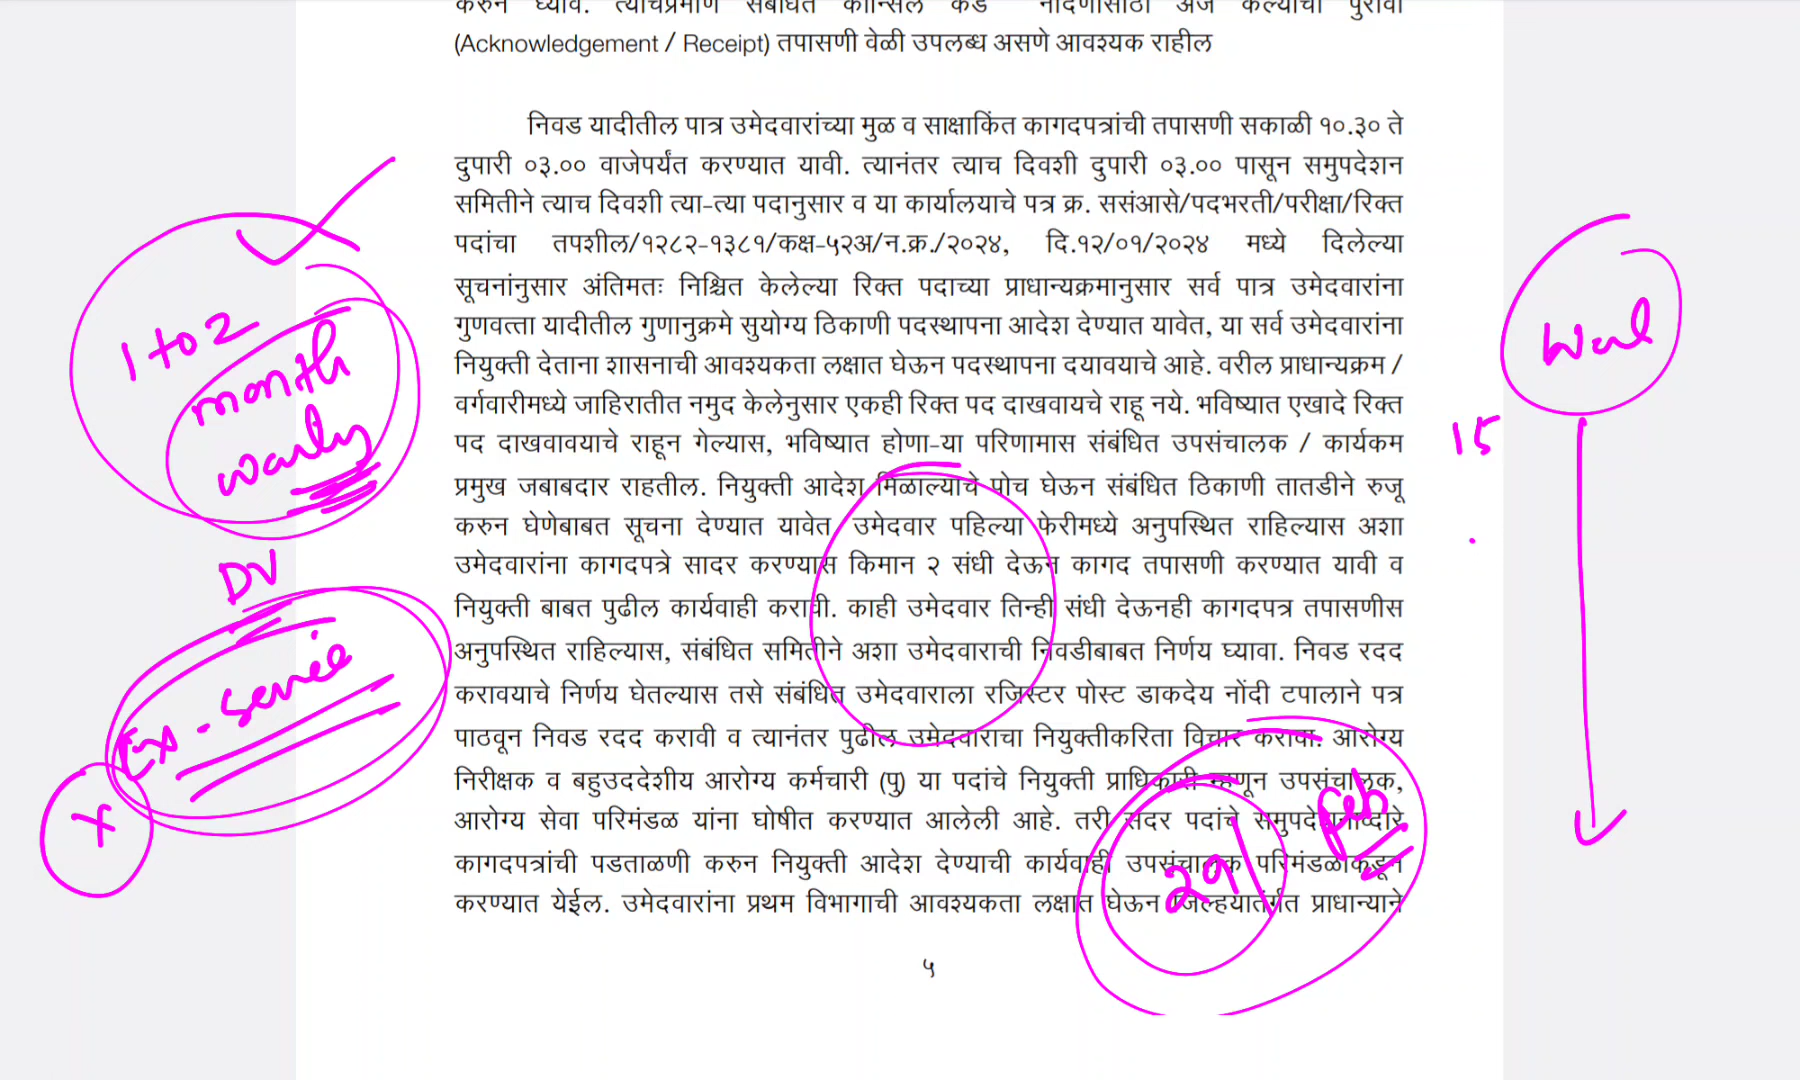 (Acknowledgement / Receipt) तपासणी वेळी उपलब्ध असणे आवश्यक राहील
निवड यादीतील पात्र उमेदवारांच्या मुळ व साक्षाकिंत कागदपत्रांची तपासणी सकाळी १०.३० ते
दुपारी ०३.०० वाजेपर्यंत करण्यात यावी. त्यानंतर त्याच दिवशी दुपारी ०३.०० पासून समुपदेशन
समितीने त्याच दिवशी त्या-त्या पदानुसार व या कार्यालयाचे पत्र क्र. ससंआसे/पदभरती/परीक्षा/रिक्त
पदांचा तपशील/१२८२-१३८१/कक्ष-५२अ/न.क्र./२०२४, दि.१२/०१/२०२४ मध्ये दिलेल्या
सूचनांनुसार अंतिमतः निश्चित केलेल्या रिक्त पदाच्या प्राधान्यक्रमानुसार सर्व पात्र उमेदवारांना
गुणवत्ता यादीतील गुणानुक्रमे सुयोग्य ठिकाणी पदस्थापना आदेश देण्यात यावेत, या सर्व उमेदवारांना
नियुक्ती देताना शासनाची आवश्यकता लक्षात घेऊन पदस्थापना दयावयाचे आहे. वरील प्राधान्यक्रम /
वर्गवारीमध्ये जाहिरातीत नमुद केलेनुसार एकही रिक्त पद दाखवायचे राहू नये. भविष्यात एखादे रिक्त
पद दाखवावयाचे राहून गेल्यास, भविष्यात होणा-या परिणामास संबंधित उपसंचालक / कार्यकम
प्रमुख जबाबदार राहतील. नियुक्ती आदेश मिळाल्याचे पोच घेऊन संबंधित ठिकाणी तातडीने रुजू
करुन घेणेबाबत सूचना देण्यात यावेत उमेदवार पहिल्या फेरीमध्ये अनुपस्थित राहिल्यास अशा
उमेदवारांना कागदपत्रे सादर करण्यास किमान २ संधी देऊन कागद तपासणी करण्यात यावी व
नियुक्ती बाबत पुढील कार्यवाही करावी. काही उमेदवार तिन्ही संधी देऊनही कागदपत्र तपासणीस
अनुपस्थित राहिल्यास, संबंधित समितीने अशा उमेदवाराची निवडीबाबत निर्णय घ्यावा. निवड रदद
करावयाचे निर्णय घेतल्यास तसे संबंधित उमेदवाराला रजिस्टर पोस्ट डाकदेय नोंदी टपालाने पत्र
पाठवून निवड रदद करावी व त्यानंतर पुढील उमेदवाराचा नियुक्तीकरिता विचार करावा. आरोग्य
निरीक्षक व बहुउददेशीय आरोग्य कर्मचारी (पु) या पदांचे नियुक्ती प्राधिकारी म्हणून उपसंचालक,
आरोग्य सेवा परिमंडळ यांना घोषीत करण्यात आलेली आहे. तरी सदर पदांचे समुपदेशनाव्दारे
कागदपत्रांची पडताळणी करुन नियुक्ती आदेश देण्याची कार्यवाही उपसंचालक परिमंडळाकडून
करण्यात येईल. उमेदवारांना प्रथम विभागाची आवश्यकता लक्षात घेऊन जिल्हयातंर्गत प्राधान्याने
५
1 to 2
month
DV
15
29
feb